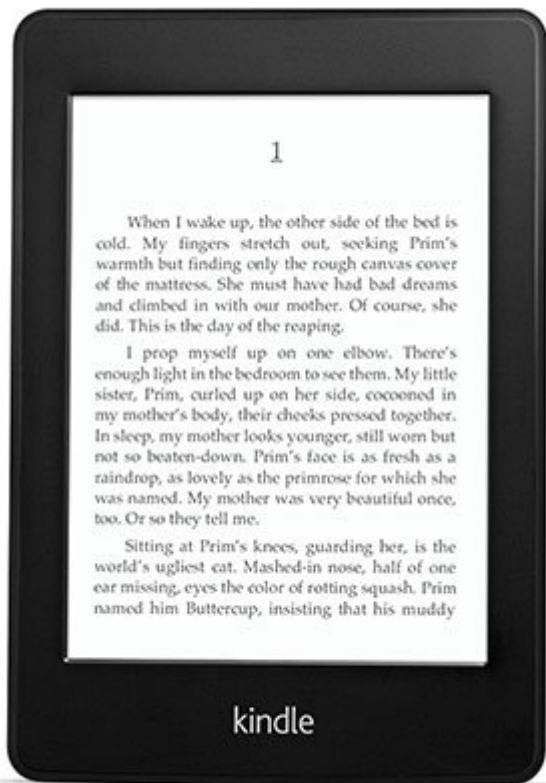 1
When I wake up, the other side of the bed is
cold. My fingers stretch out, seeking Prim's
warmth but finding only the rough canvas cover
of the mattress. She must have had bad dreams
and climbed in with our mother. Of course, she
did. This is the day of the reaping.
I prop myself up on one elbow. There's
enough light in the bedroom to see them. My little
sister, Prim, curled up on her side, cocooned in
my mother's body, their cheeks pressed together.
In sleep, my mother looks younger, still worn but
not so beaten-down. Prim's face is as fresh as a
raindrop, as lovely as the primrose for which she
was named. My mother was very beautiful once,
too. Or so they tell me.
Sitting at Prim's knees, guarding her, is the
world's ugliest cat. Mashed-in nose, half of one
ear missing, eyes the color of rotting squash. Prim
named him Buttercup, insisting that his muddy
kindle